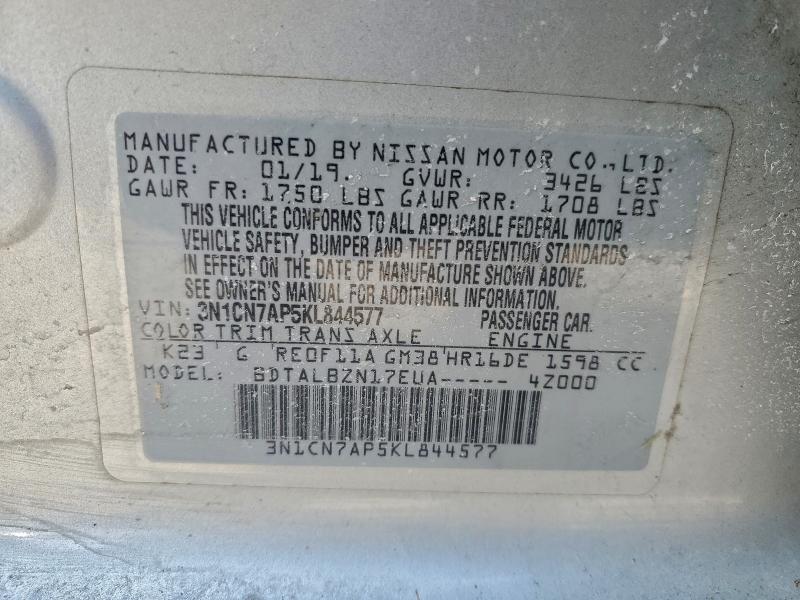 MANUFACTURED BY NISSAN MOTOR CO., LTD.
DATE: 01/19. GVWR: 3426 LBS
GAWR FR: 1750 LBS GAWR RR: 1708 LBS
THIS VEHICLE CONFORMS TO ALL APPLICABLE FEDERAL MOTOR
VEHICLE SAFETY, BUMPER AND THEFT PREVENTION STANDARDS
IN EFFECT ON THE DATE OF MANUFACTURE SHOWN ABOVE.
SEE OWNER'S MANUAL FOR ADDITIONAL INFORMATION.
VIN: 3N1CN7AP5KL844577 PASSENGER CAR.
COLOR TRIM TRANS AXLE ENGINE
K23 G RE0F11A GM38 HR16DE 1598 CC
MODEL: BDTALBZN17EUA----- 4Z000
3N1CN7AP5KL844577